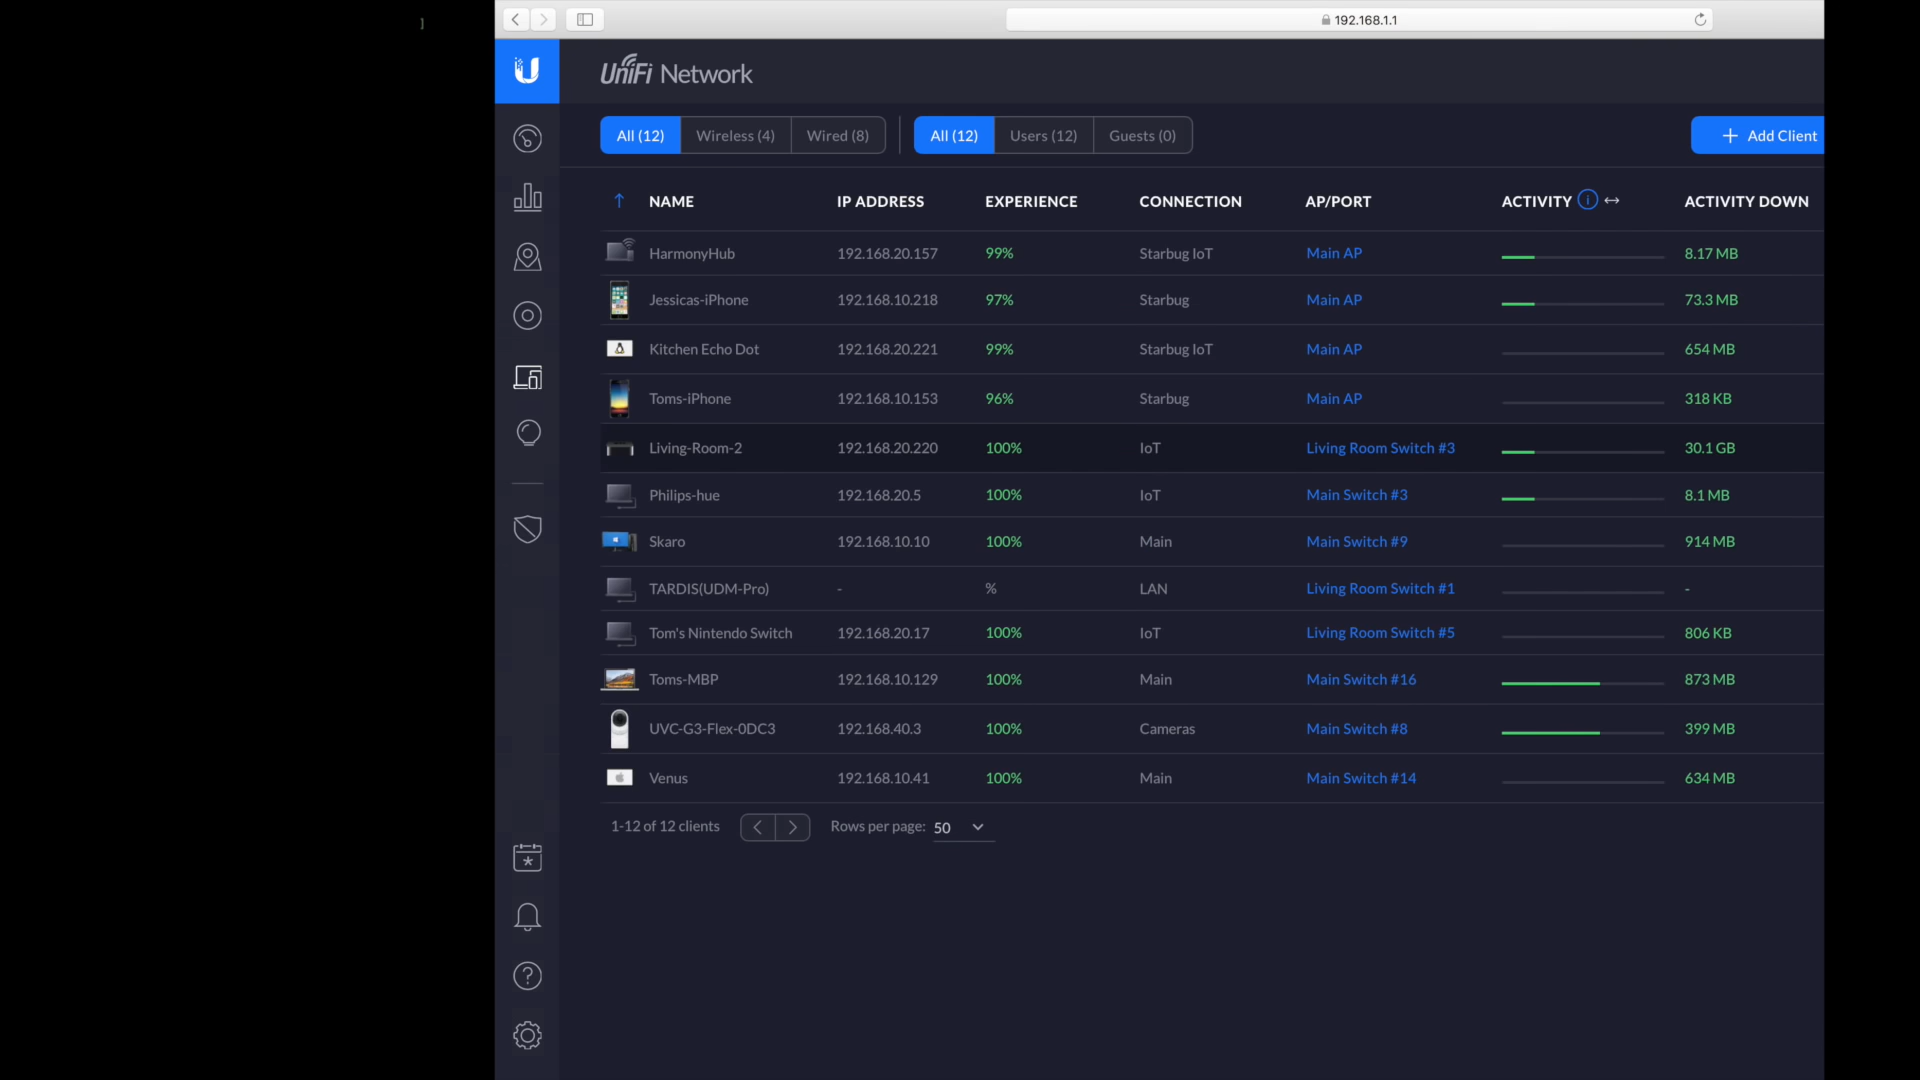 192.168.1.1
UniFi Network
All (12) Wireless (4) Wired (8) All (12) Users (12) Guests (0) + Add Client
↑ NAME IP ADDRESS EXPERIENCE CONNECTION AP/PORT ACTIVITY i ↔ ACTIVITY DOWN
HarmonyHub 192.168.20.157 99% Starbug IoT Main AP 8.17 MB
Jessicas-iPhone 192.168.10.218 97% Starbug Main AP 73.3 MB
Kitchen Echo Dot 192.168.20.221 99% Starbug IoT Main AP 654 MB
Toms-iPhone 192.168.10.153 96% Starbug Main AP 318 KB
Living-Room-2 192.168.20.220 100% IoT Living Room Switch #3 30.1 GB
Philips-hue 192.168.20.5 100% IoT Main Switch #3 8.1 MB
Skaro 192.168.10.10 100% Main Main Switch #9 914 MB
TARDIS(UDM-Pro) - % LAN Living Room Switch #1 -
Tom's Nintendo Switch 192.168.20.17 100% IoT Living Room Switch #5 806 KB
Toms-MBP 192.168.10.129 100% Main Main Switch #16 873 MB
UVC-G3-Flex-0DC3 192.168.40.3 100% Cameras Main Switch #8 399 MB
Venus 192.168.10.41 100% Main Main Switch #14 634 MB
1-12 of 12 clients Rows per page: 50